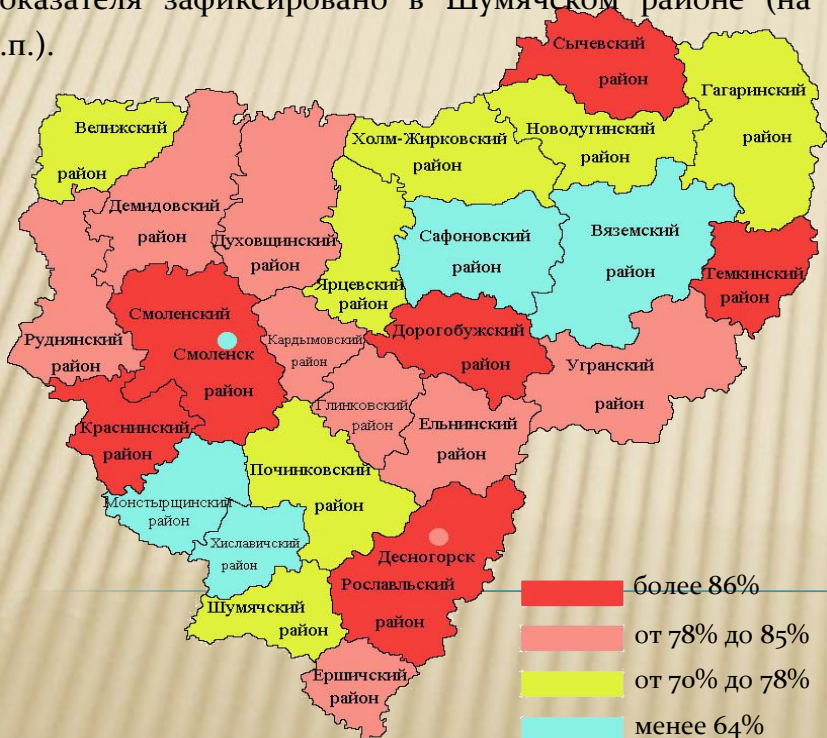 оказателя зафиксировано в Шумячском районе (на
.п.).
Сычевский
район
Гагаринский
район
Велижский
район
Холм-Жирковский
район
Новодугинский
район
Демидовский
район
Духовщинский
район
Ярцевский
район
Сафоновский
район
Вяземский
район
Темкинский
район
Смоленский
Смоленск
район
Руднянский
район
Кардымовский
район
Дорогобужский
район
Угранский
район
Глинковский
район
Ельнинский
район
Краснинский
район
Починковский
район
Монстырщинский
район
Хиславичский
район
Десногорск
Рославльский
район
Шумячский
район
Ершичский
район
более 86%
от 78% до 85%
от 70% до 78%
менее 64%